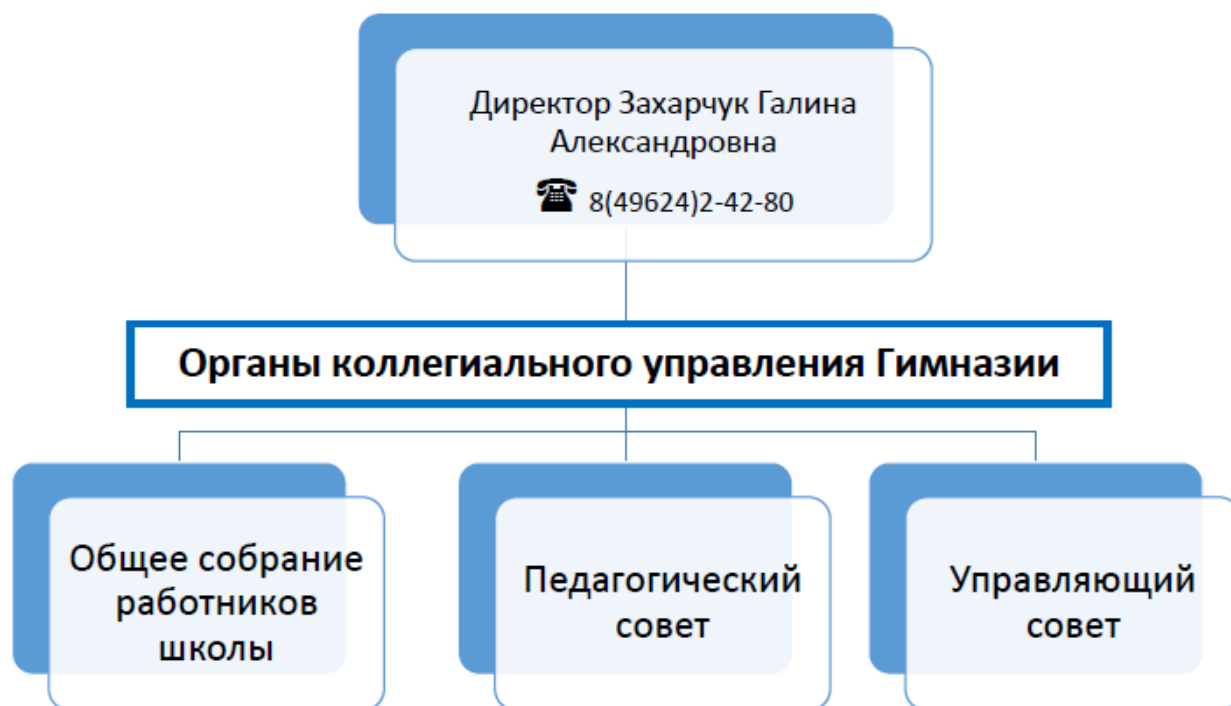 Директор Захарчук Галина
Александровна
☎ 8(49624)2-42-80
Органы коллегиального управления Гимназии
Общее собрание
работников
школы
Педагогический
совет
Управляющий
совет